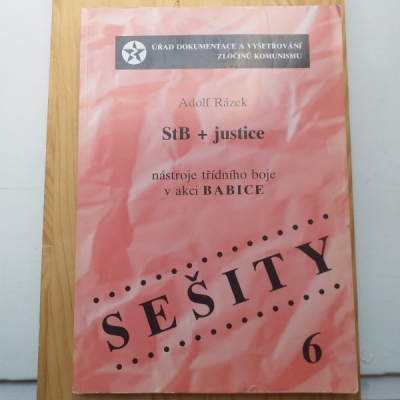 ÚŘAD DOKUMENTACE A VYŠETŘOVÁNÍ
ZLOČINŮ KOMUNISMU
Adolf Rázek
StB + justice
nástroje třídního boje
v akci BABICE
SEŠITY
6